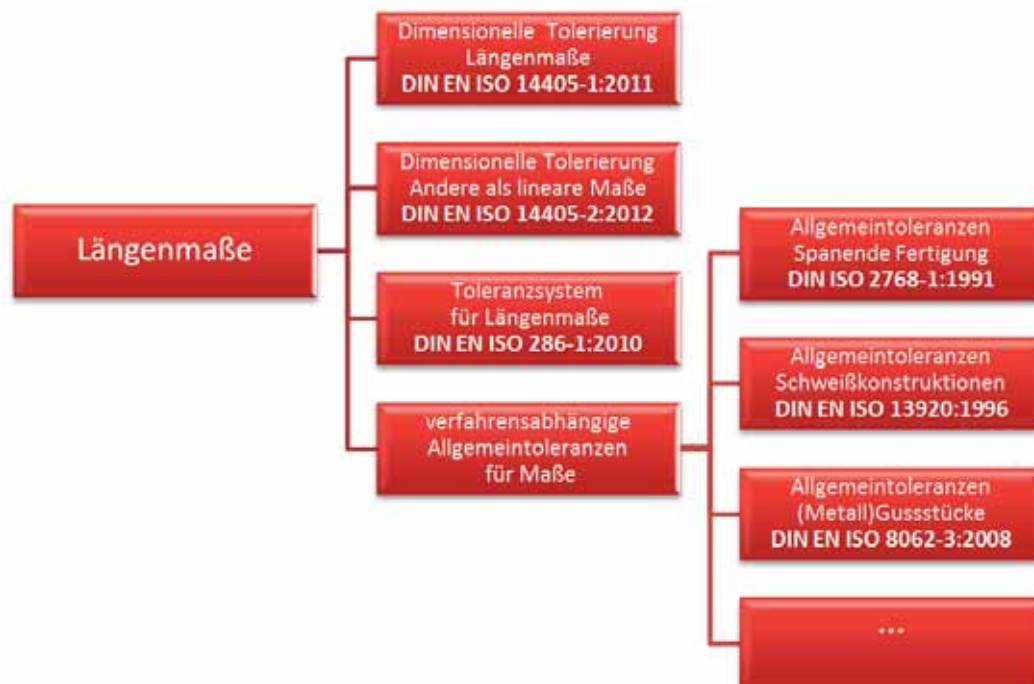 Dimensionelle Tolerierung
Längenmaße
DIN EN ISO 14405-1:2011
Dimensionelle Tolerierung
Andere als lineare Maße
DIN EN ISO 14405-2:2012
Längenmaße
Toleranzsystem
für Längenmaße
DIN EN ISO 286-1:2010
verfahrensabhängige
Allgemeintoleranzen
für Maße
Allgemeintoleranzen
Spanende Fertigung
DIN ISO 2768-1:1991
Allgemeintoleranzen
Schweißkonstruktionen
DIN EN ISO 13920:1996
Allgemeintoleranzen
(Metall)Gussstücke
DIN EN ISO 8062-3:2008
...